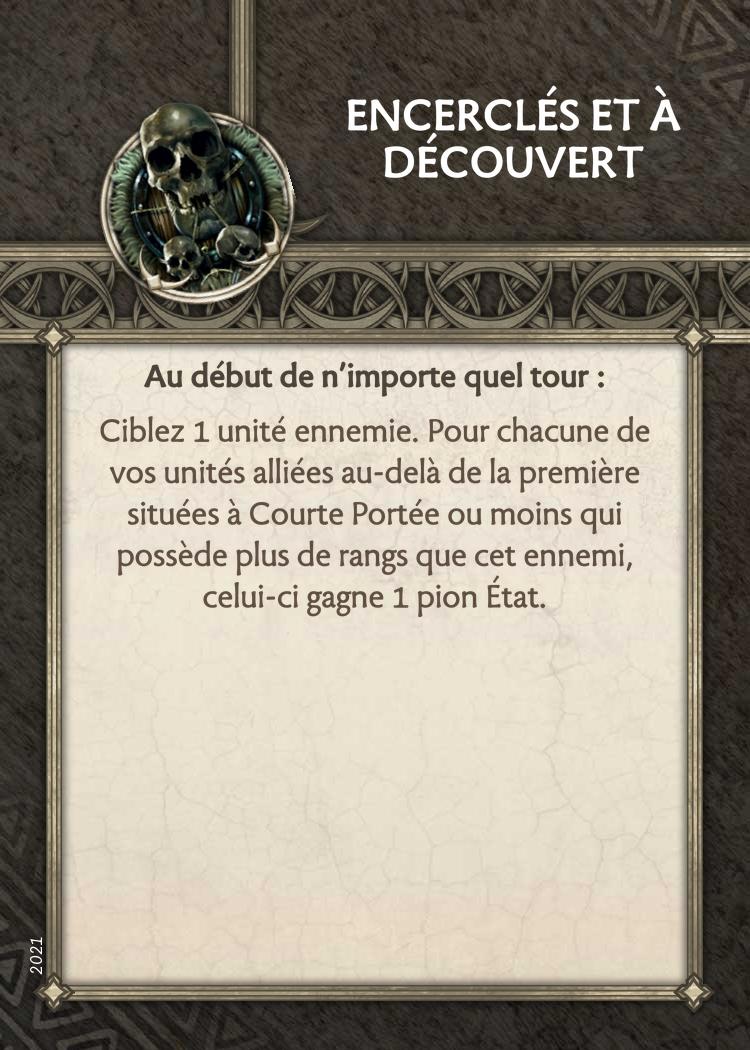 ENCERCLÉS ET À
DÉCOUVERT
Au début de n’importe quel tour :
Ciblez 1 unité ennemie. Pour chacune de
vos unités alliées au-delà de la première
situées à Courte Portée ou moins qui
possède plus de rangs que cet ennemi,
celui-ci gagne 1 pion État.
2021